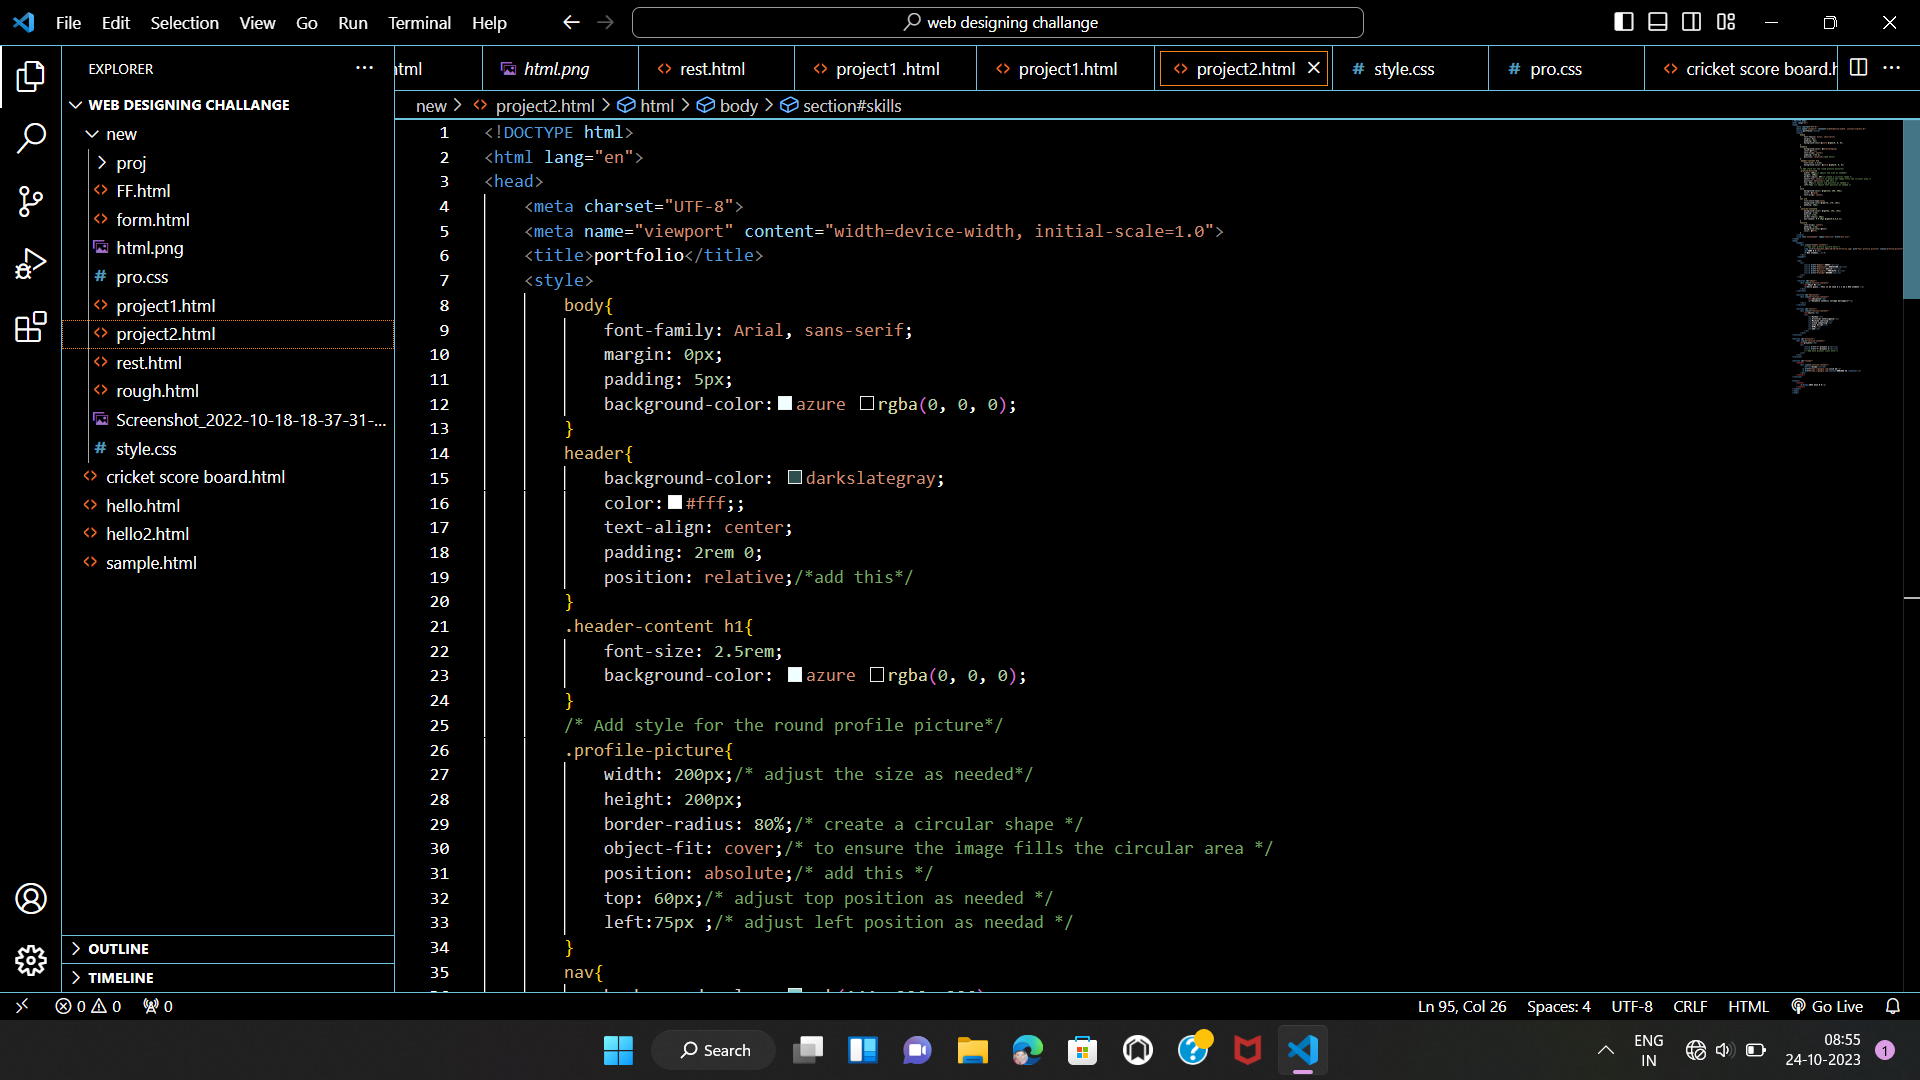 File Edit Selection View Go Run Terminal Help
web designing challange
EXPLORER
WEB DESIGNING CHALLANGE
new
proj
FF.html
form.html
html.png
pro.css
project1.html
project2.html
rest.html
rough.html
Screenshot_2022-10-18-18-37-31-...
style.css
cricket score board.html
hello.html
hello2.html
sample.html
OUTLINE
TIMELINE
html html.png rest.html project1 .html project1.html project2.html style.css pro.css cricket score board.h
new > project2.html > html > body > section#skills
1 <!DOCTYPE html>
2 <html lang="en">
3 <head>
4 <meta charset="UTF-8">
5 <meta name="viewport" content="width=device-width, initial-scale=1.0">
6 <title>portfolio</title>
7 <style>
8 body{
9 font-family: Arial, sans-serif;
10 margin: 0px;
11 padding: 5px;
12 background-color: azure rgba(0, 0, 0);
13 }
14 header{
15 background-color: darkslategray;
16 color: #fff;;
17 text-align: center;
18 padding: 2rem 0;
19 position: relative;/*add this*/
20 }
21 .header-content h1{
22 font-size: 2.5rem;
23 background-color: azure rgba(0, 0, 0);
24 }
25 /* Add style for the round profile picture*/
26 .profile-picture{
27 width: 200px;/* adjust the size as needed*/
28 height: 200px;
29 border-radius: 80%;/* create a circular shape */
30 object-fit: cover;/* to ensure the image fills the circular area */
31 position: absolute;/* add this */
32 top: 60px;/* adjust top position as needed */
33 left:75px ;/* adjust left position as needad */
34 }
35 nav{
0 0 0
Ln 95, Col 26 Spaces: 4 UTF-8 CRLF HTML Go Live
Search
ENG
IN
08:55
24-10-2023
1